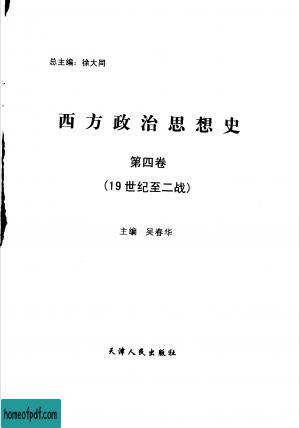 总主编：徐大同
西方政治思想史
第四卷
(19世纪至二战)
主编 吴春华
天津人民出版社
homeofpdf.com